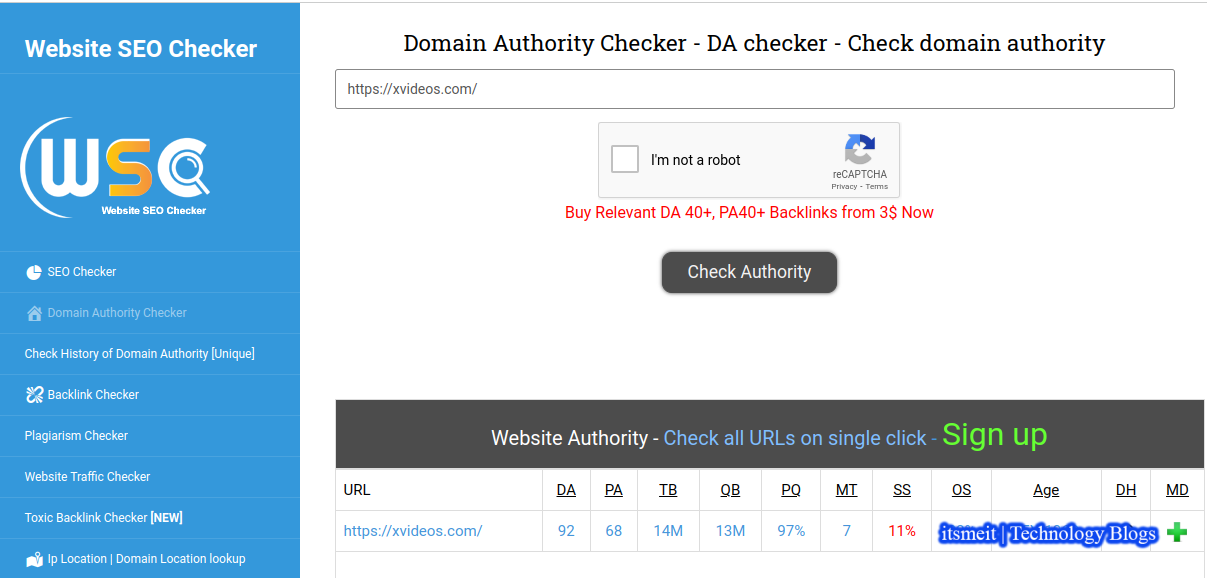 Website SEO Checker
WSC
Website SEO Checker
SEO Checker
Domain Authority Checker
Check History of Domain Authority [Unique]
Backlink Checker
Plagiarism Checker
Website Traffic Checker
Toxic Backlink Checker [NEW]
Ip Location | Domain Location lookup
Domain Authority Checker - DA checker - Check domain authority
https://xvideos.com/
I'm not a robot
reCAPTCHA
Privacy - Terms
Buy Relevant DA 40+, PA40+ Backlinks from 3$ Now
Check Authority
Website Authority - Check all URLs on single click - Sign up
URL DA PA TB QB PQ MT SS OS Age DH MD
https://xvideos.com/ 92 68 14M 13M 97% 7 11%
itsmeit | Technology Blogs